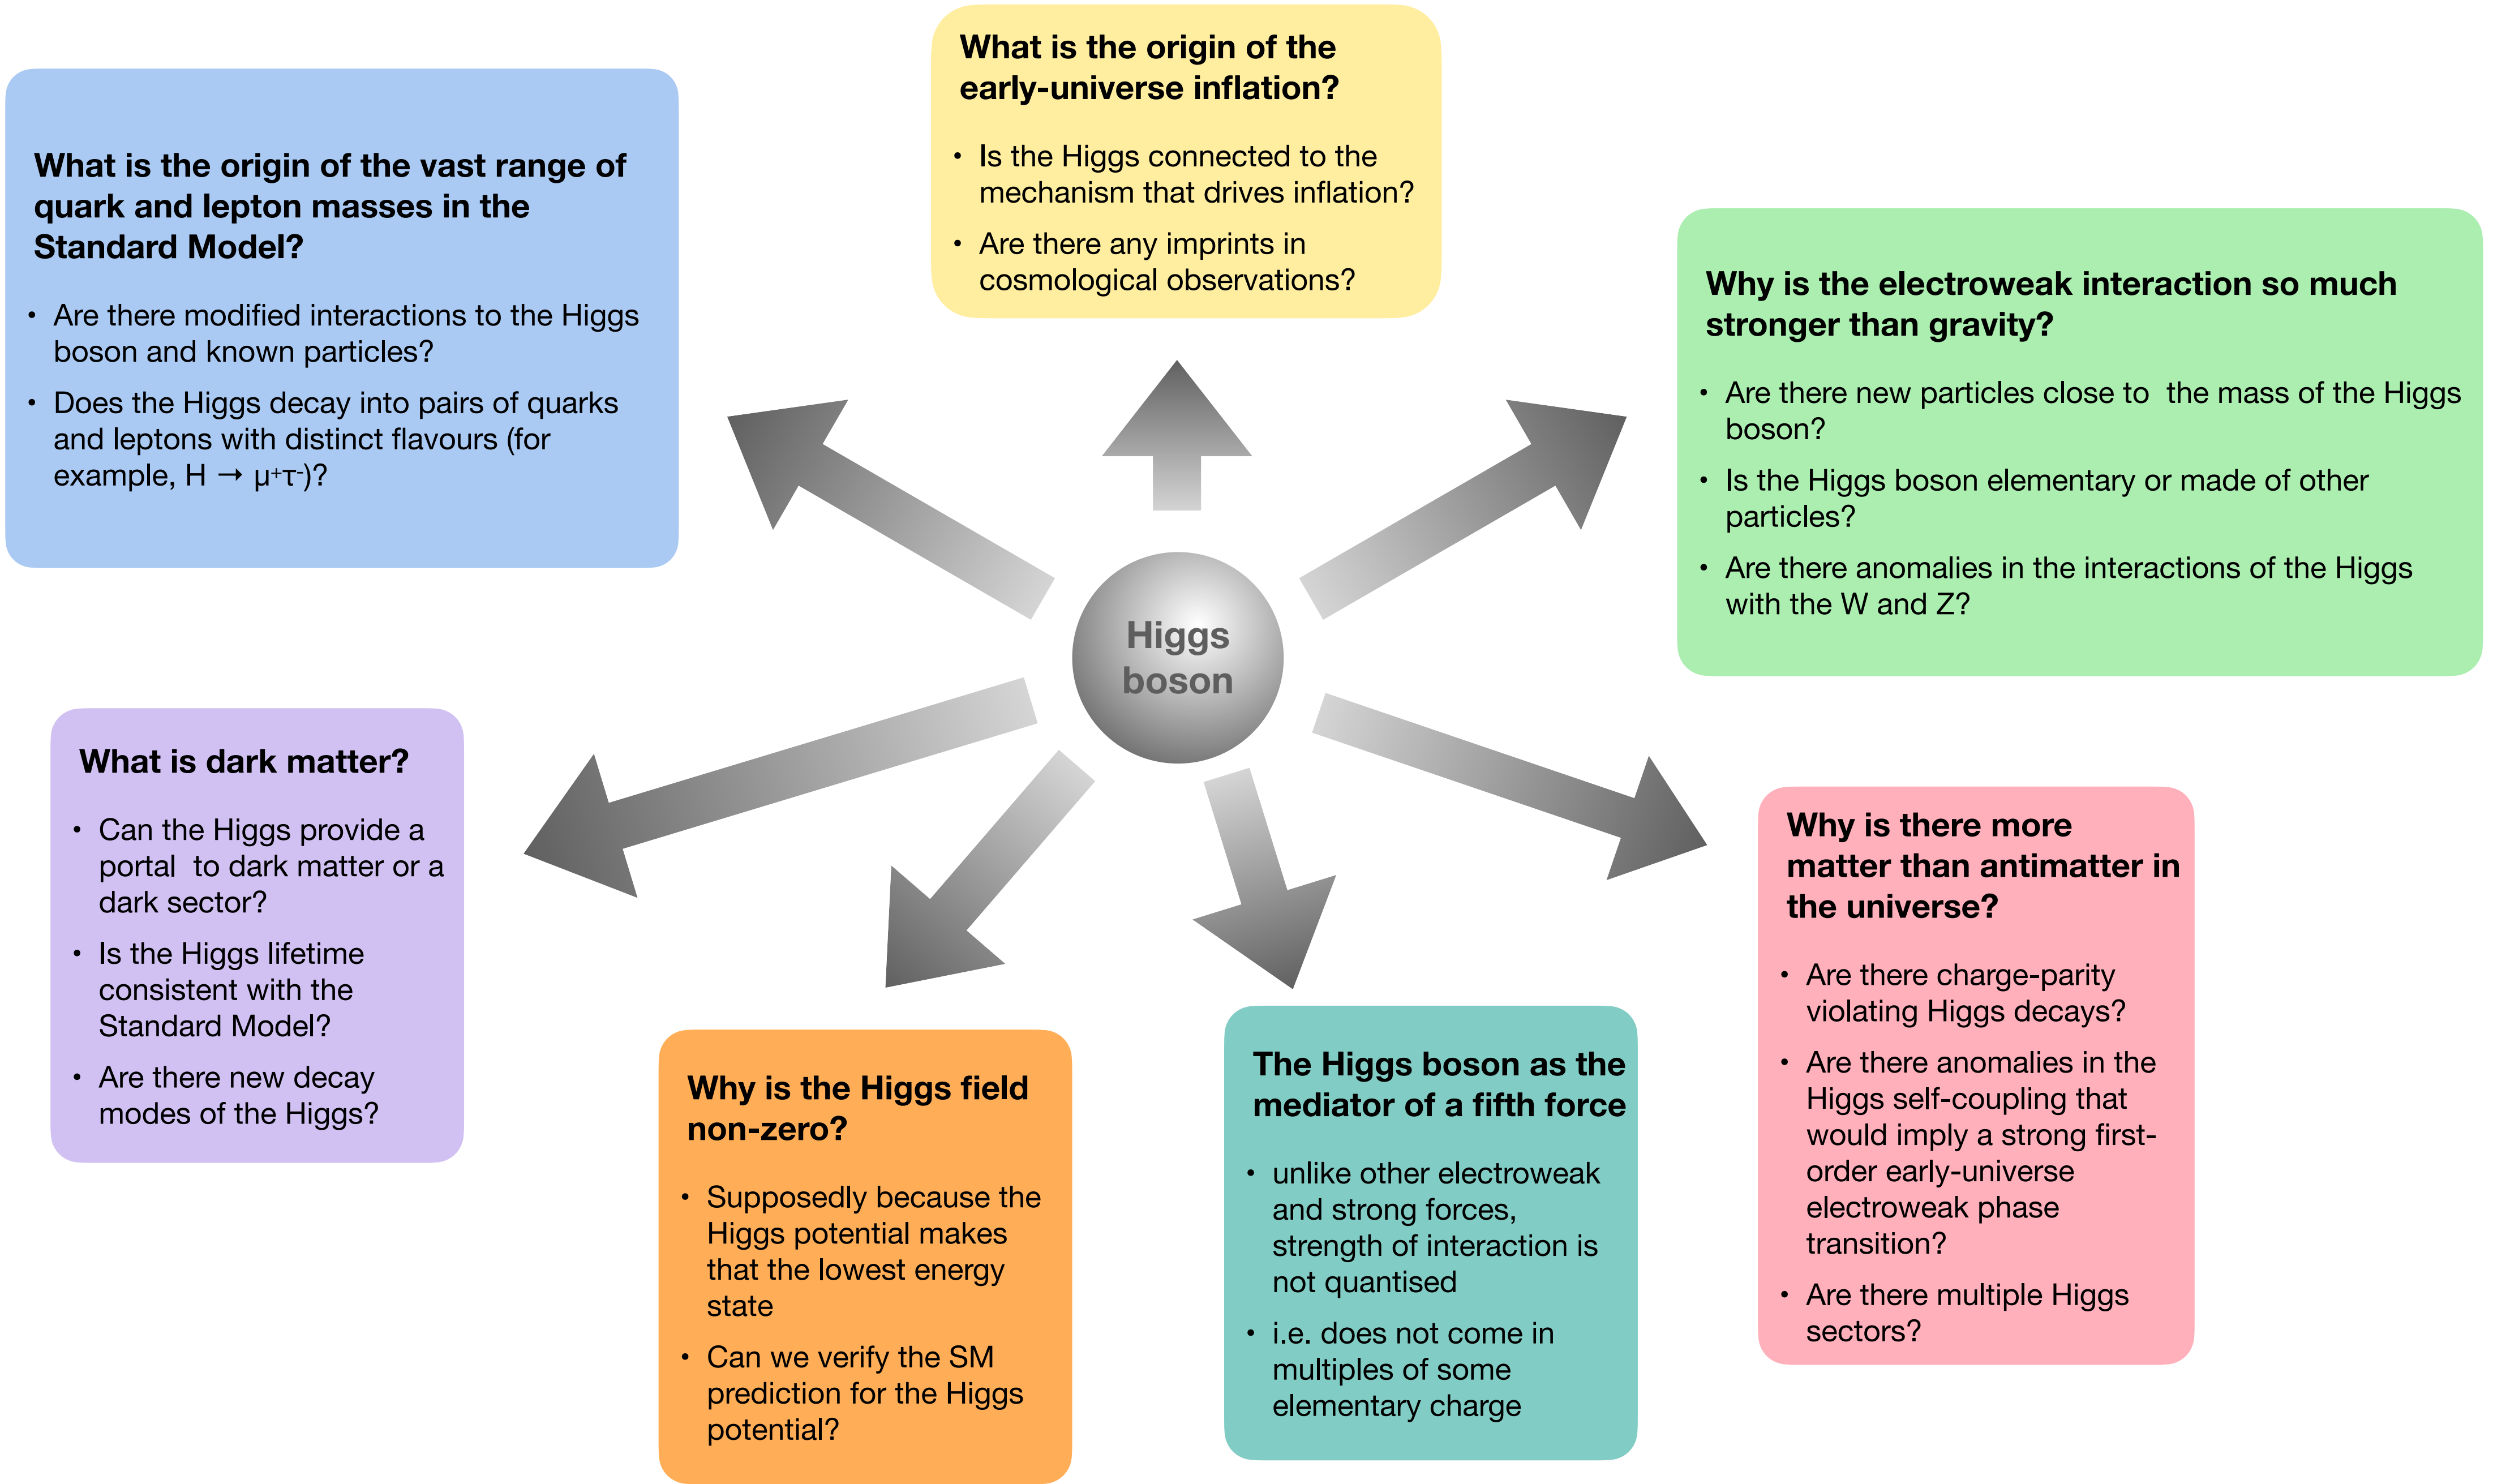 What is the origin of the
early-universe inflation?
• Is the Higgs connected to the
mechanism that drives inflation?
• Are there any imprints in
cosmological observations?
What is the origin of the vast range of
quark and lepton masses in the
Standard Model?
• Are there modified interactions to the Higgs
boson and known particles?
• Does the Higgs decay into pairs of quarks
and leptons with distinct flavours (for
example, H → μ⁺τ⁻)?
Why is the electroweak interaction so much
stronger than gravity?
• Are there new particles close to  the mass of the Higgs
boson?
• Is the Higgs boson elementary or made of other
particles?
• Are there anomalies in the interactions of the Higgs
with the W and Z?
Higgs
boson
What is dark matter?
• Can the Higgs provide a
portal  to dark matter or a
dark sector?
• Is the Higgs lifetime
consistent with the
Standard Model?
• Are there new decay
modes of the Higgs?
Why is the Higgs field
non-zero?
• Supposedly because the
Higgs potential makes
that the lowest energy
state
• Can we verify the SM
prediction for the Higgs
potential?
The Higgs boson as the
mediator of a fifth force
• unlike other electroweak
and strong forces,
strength of interaction is
not quantised
• i.e. does not come in
multiples of some
elementary charge
Why is there more
matter than antimatter in
the universe?
• Are there charge-parity
violating Higgs decays?
• Are there anomalies in the
Higgs self-coupling that
would imply a strong first-
order early-universe
electroweak phase
transition?
• Are there multiple Higgs
sectors?